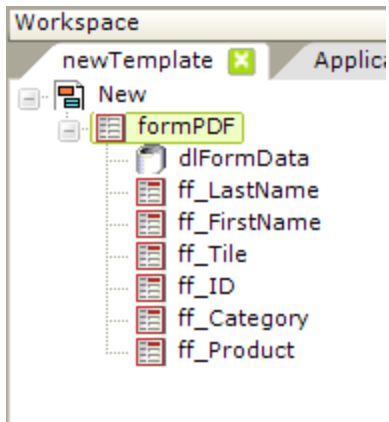 Workspace
newTemplate Applica
New
formPDF
dlFormData
ff_LastName
ff_FirstName
ff_Tile
ff_ID
ff_Category
ff_Product